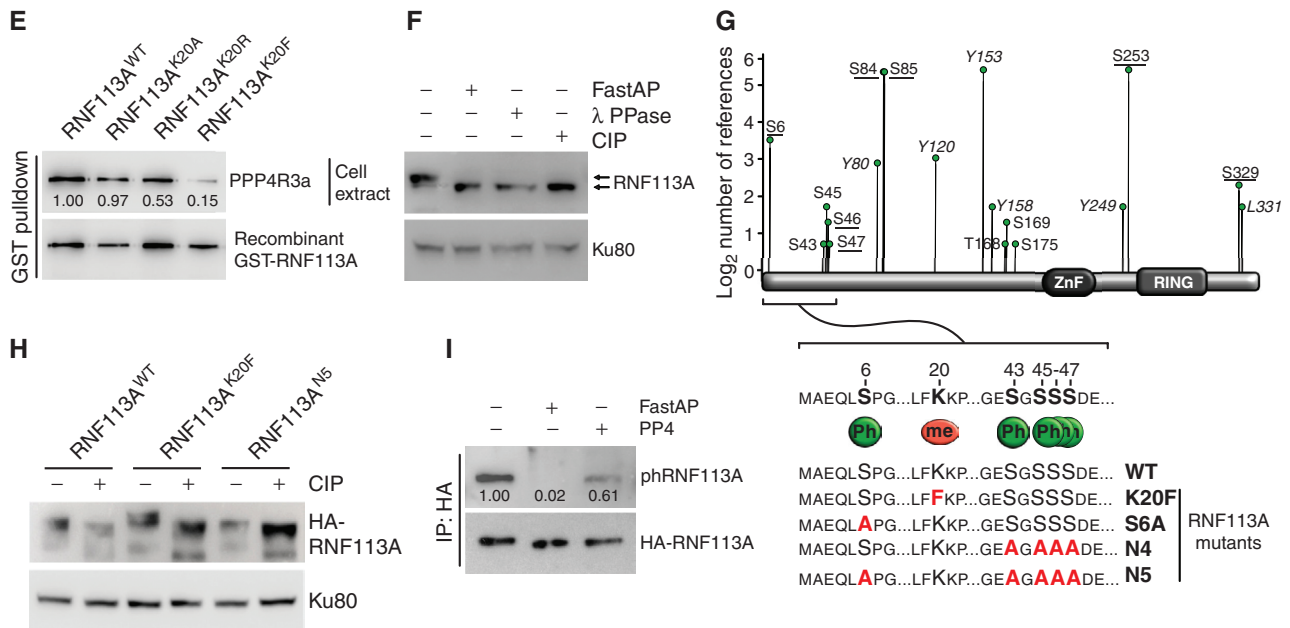 E
RNF113A^WT
RNF113A^K20A
RNF113A^K20R
RNF113A^K20F
GST pulldown
PPP4R3a
Cell extract
1.00 0.97 0.53 0.15
Recombinant
GST-RNF113A
F
– + – – FastAP
– – + – λ PPase
– – – + CIP
RNF113A
Ku80
G
Log₂ number of references
6
5
4
3
2
1
0
S6
S43
S45
S46
S47
Y80
S84 S85
Y120
Y153
Y158
T168
S169
S175
Y249
S253
S329
L331
ZnF
RING
6 20 43 45-47
MAEQLSPG...LFKKP...GESGSSSDE...
Ph me Ph Ph
MAEQLSPG...LFKKP...GESGSSSDE... WT
MAEQLSPG...LFFKP...GESGSSSDE... K20F
MAEQLAPG...LFKKP...GESGSSSDE... S6A
MAEQLSPG...LFKKP...GEAGAAADE... N4
MAEQLAPG...LFKKP...GEAGAAADE... N5
RNF113A
mutants
H
RNF113A^WT
RNF113A^K20F
RNF113A^N5
– + – + – + CIP
HA-
RNF113A
Ku80
I
– + – FastAP
– – + PP4
IP: HA
phRNF113A
1.00 0.02 0.61
HA-RNF113A